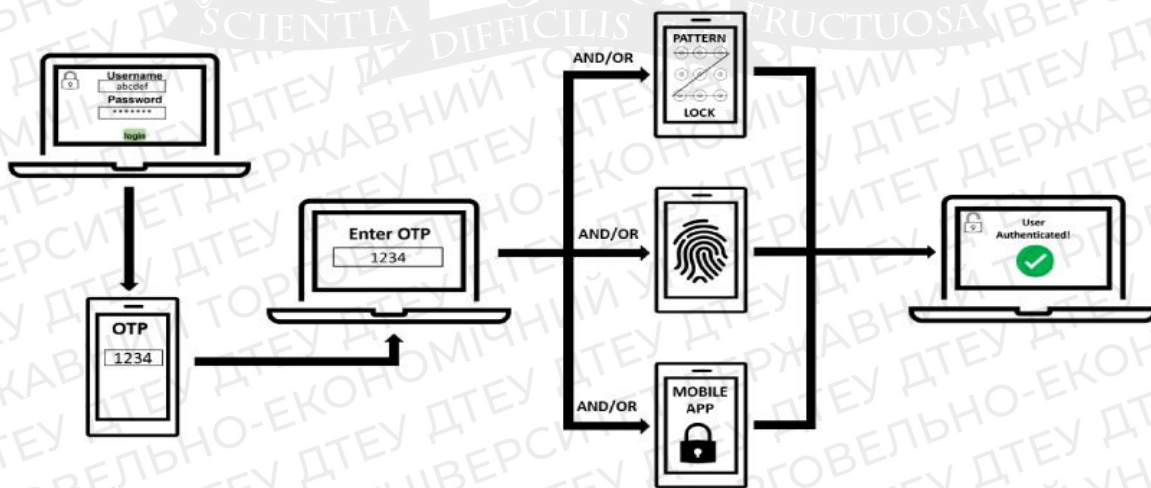 SCIENTIA DIFFICILIS FRUCTUOSA
Username
abcdef
Password
*******
login
OTP
1234
Enter OTP
1234
AND/OR
PATTERN
LOCK
AND/OR
AND/OR
MOBILE
APP
User
Authenticated!